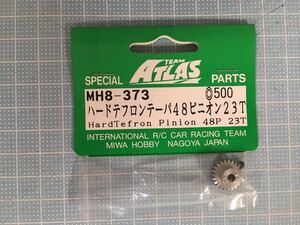 TEAM
ATLAS
SPECIAL PARTS
MH8-373 ◎500
ハードテフロンテーパ48ピニオン23T
HardTefron Pinion 48P 23T
INTERNATIONAL R/C CAR RACING TEAM
MIWA HOBBY NAGOYA JAPAN